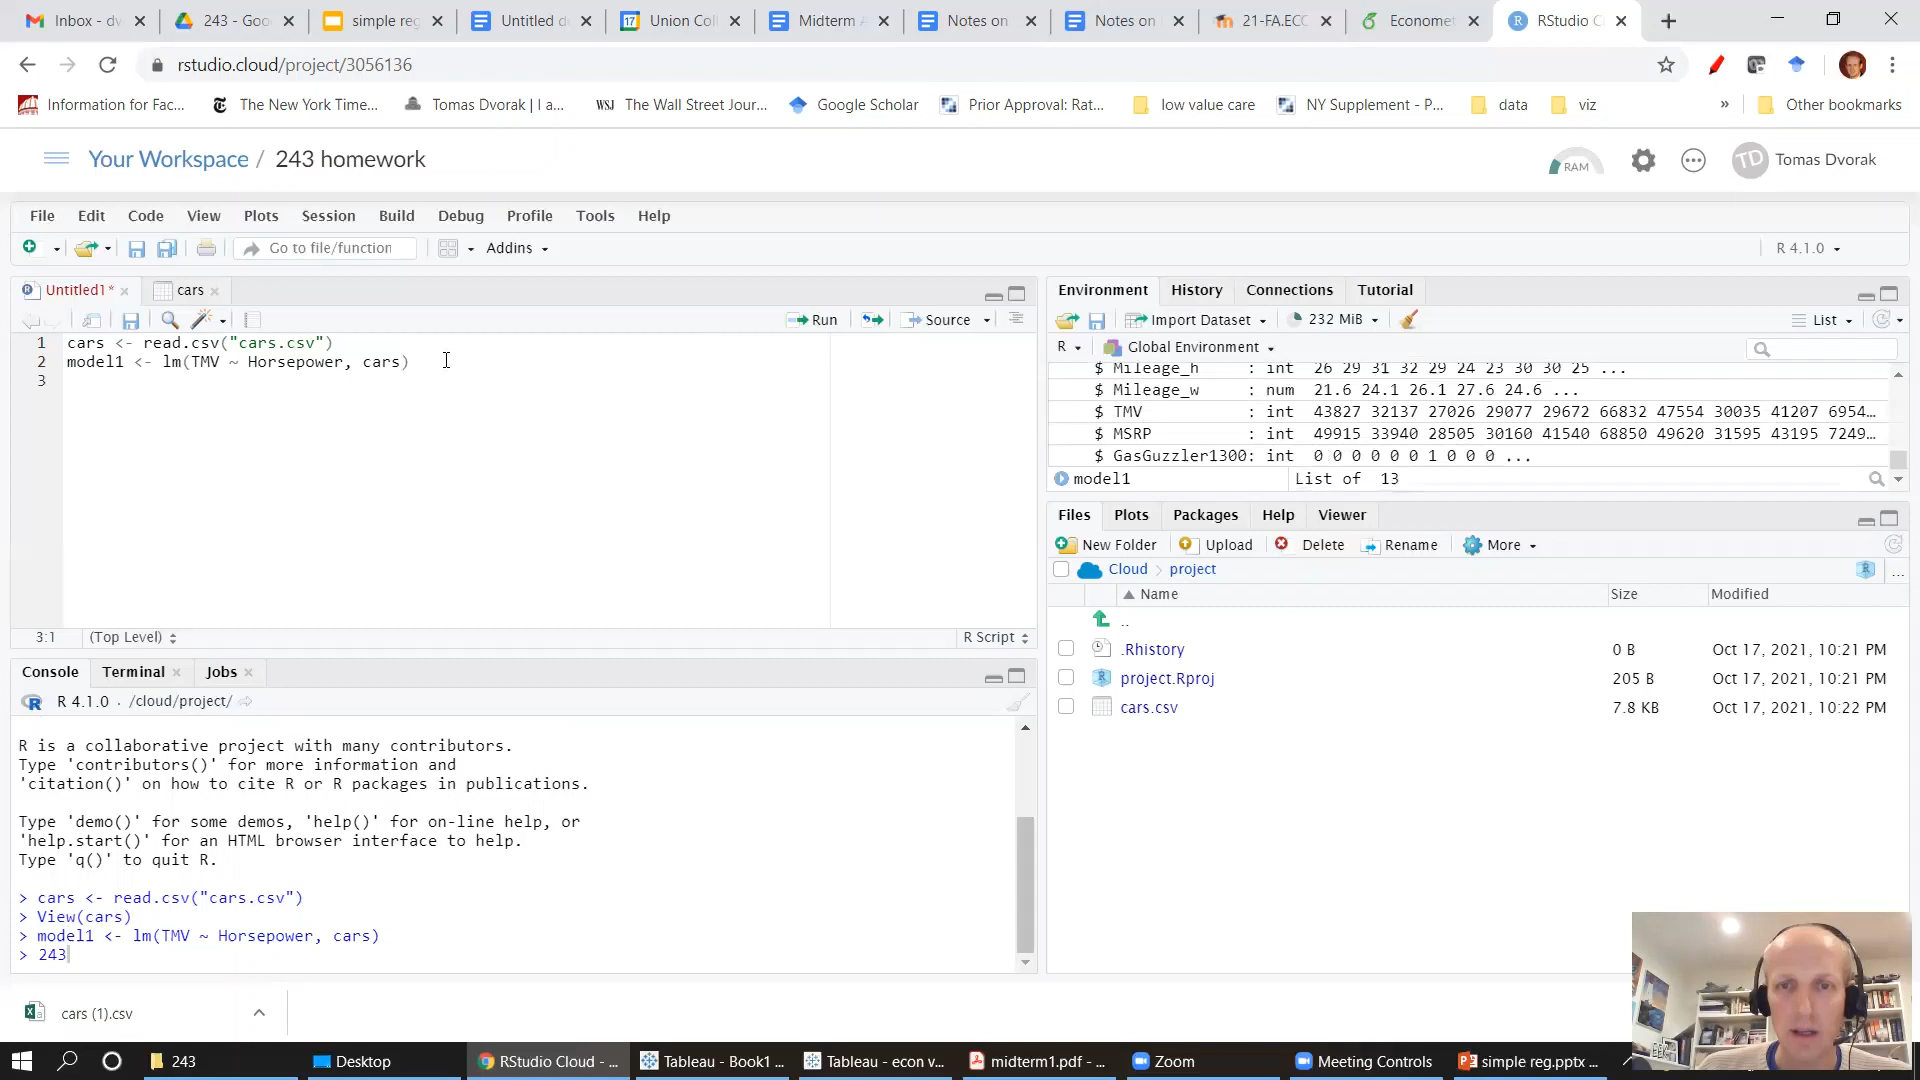 Inbox - dv
243 - Goo
simple reg
Untitled d
Union Col
Midterm A
Notes on
Notes on
21-FA.ECC
Economet
RStudio C
rstudio.cloud/project/3056136
Information for Fac...
The New York Time...
Tomas Dvorak | I a...
WSJ
The Wall Street Jour...
Google Scholar
Prior Approval: Rat...
low value care
NY Supplement - P...
data
viz
»
Other bookmarks
Your Workspace / 243 homework
RAM
TD
Tomas Dvorak
File Edit Code View Plots Session Build Debug Profile Tools Help
Go to file/function
Addins
R 4.1.0
Untitled1*
cars
Run
Source
1 cars <- read.csv("cars.csv")
2 model1 <- lm(TMV ~ Horsepower, cars)
3
3:1
(Top Level)
R Script
Console
Terminal
Jobs
R 4.1.0 . /cloud/project/
R is a collaborative project with many contributors.
Type 'contributors()' for more information and
'citation()' on how to cite R or R packages in publications.
Type 'demo()' for some demos, 'help()' for on-line help, or
'help.start()' for an HTML browser interface to help.
Type 'q()' to quit R.
> cars <- read.csv("cars.csv")
> View(cars)
> model1 <- lm(TMV ~ Horsepower, cars)
> 243
Environment History Connections Tutorial
Import Dataset
232 MiB
List
R
Global Environment
$ Mileage_h : int 26 29 31 32 29 24 23 30 30 25 ...
$ Mileage_w : num 21.6 24.1 26.1 27.6 24.6 ...
$ TMV : int 43827 32137 27026 29077 29672 66832 47554 30035 41207 6954...
$ MSRP : int 49915 33940 28505 30160 41540 68850 49620 31595 43195 7249...
$ GasGuzzler1300: int 0 0 0 0 0 0 1 0 0 0 ...
model1 List of 13
Files Plots Packages Help Viewer
New Folder
Upload
Delete
Rename
More
Cloud
project
...
Name Size Modified
..
.Rhistory 0 B Oct 17, 2021, 10:21 PM
project.Rproj 205 B Oct 17, 2021, 10:21 PM
cars.csv 7.8 KB Oct 17, 2021, 10:22 PM
cars (1).csv
243
Desktop
RStudio Cloud - ...
Tableau - Book1 ...
Tableau - econ v...
midterm1.pdf - ...
Zoom
Meeting Controls
simple reg.pptx ...